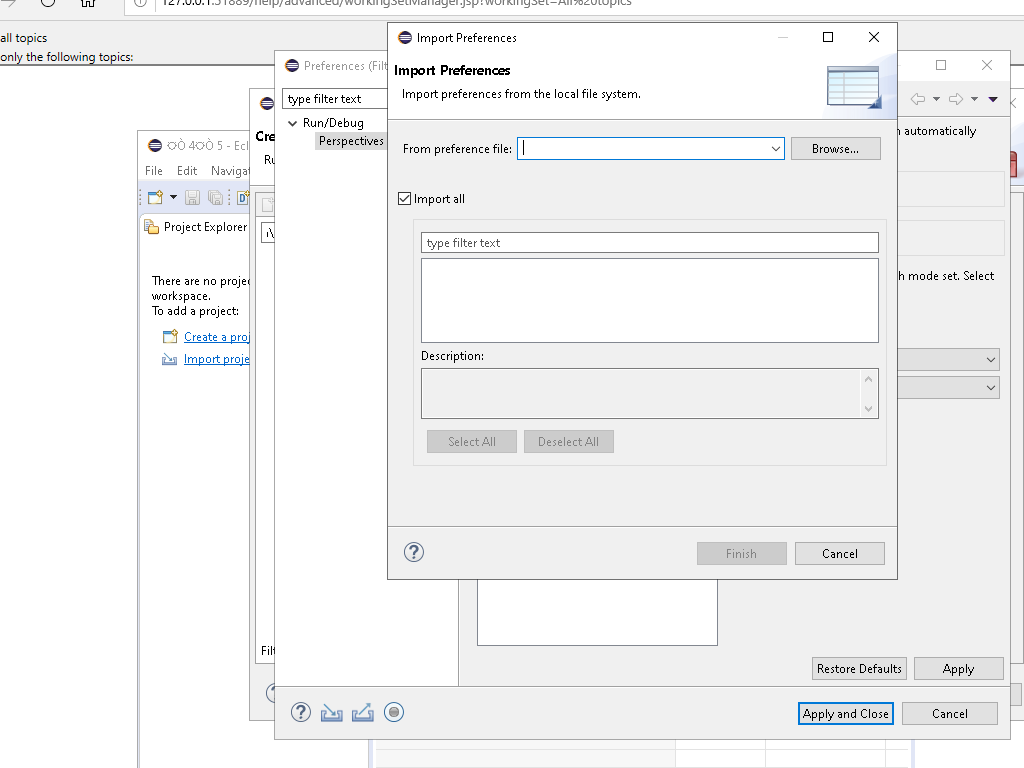 127.0.0.1:51889/help/advanced/workingSetManager.jsp?workingSet=All%20topics
all topics
only the following topics:
Import Preferences
Preferences (Filt
Import Preferences
Import preferences from the local file system.
type filter text
Run/Debug
Perspectives
Cre
Ru
n automatically
From preference file:
Browse...
- Ecl
File
Edit
Navigat
Import all
Project Explorer
type filter text
There are no projec
workspace.
To add a project:
h mode set. Select
Create a proj
Import proje
Description:
Select All
Deselect All
Finish
Cancel
Filt
Restore Defaults
Apply
Apply and Close
Cancel